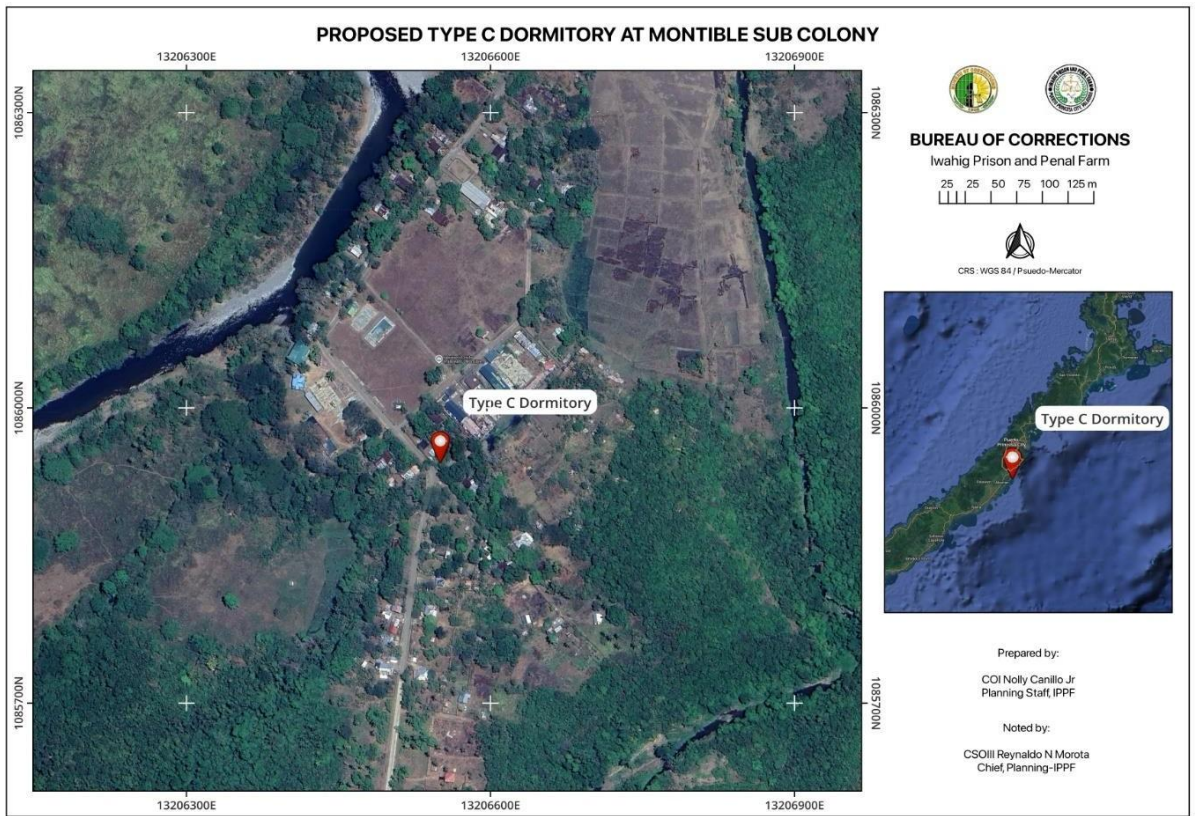 PROPOSED TYPE C DORMITORY AT MONTIBLE SUB COLONY
13206300E 13206600E 13206900E
1086300N 1086300N
1086000N 1086000N
1085700N 1085700N
Type C Dormitory
13206300E 13206600E 13206900E
BUREAU OF CORRECTIONS
Iwahig Prison and Penal Farm
25 25 50 75 100 125 m
CRS : WGS 84 / Psuedo-Mercator
Type C Dormitory
Puerto
Princesa City
Prepared by:
COI Nolly Canillo Jr
Planning Staff, IPPF
Noted by:
CSOIII Reynaldo N Morota
Chief, Planning-IPPF